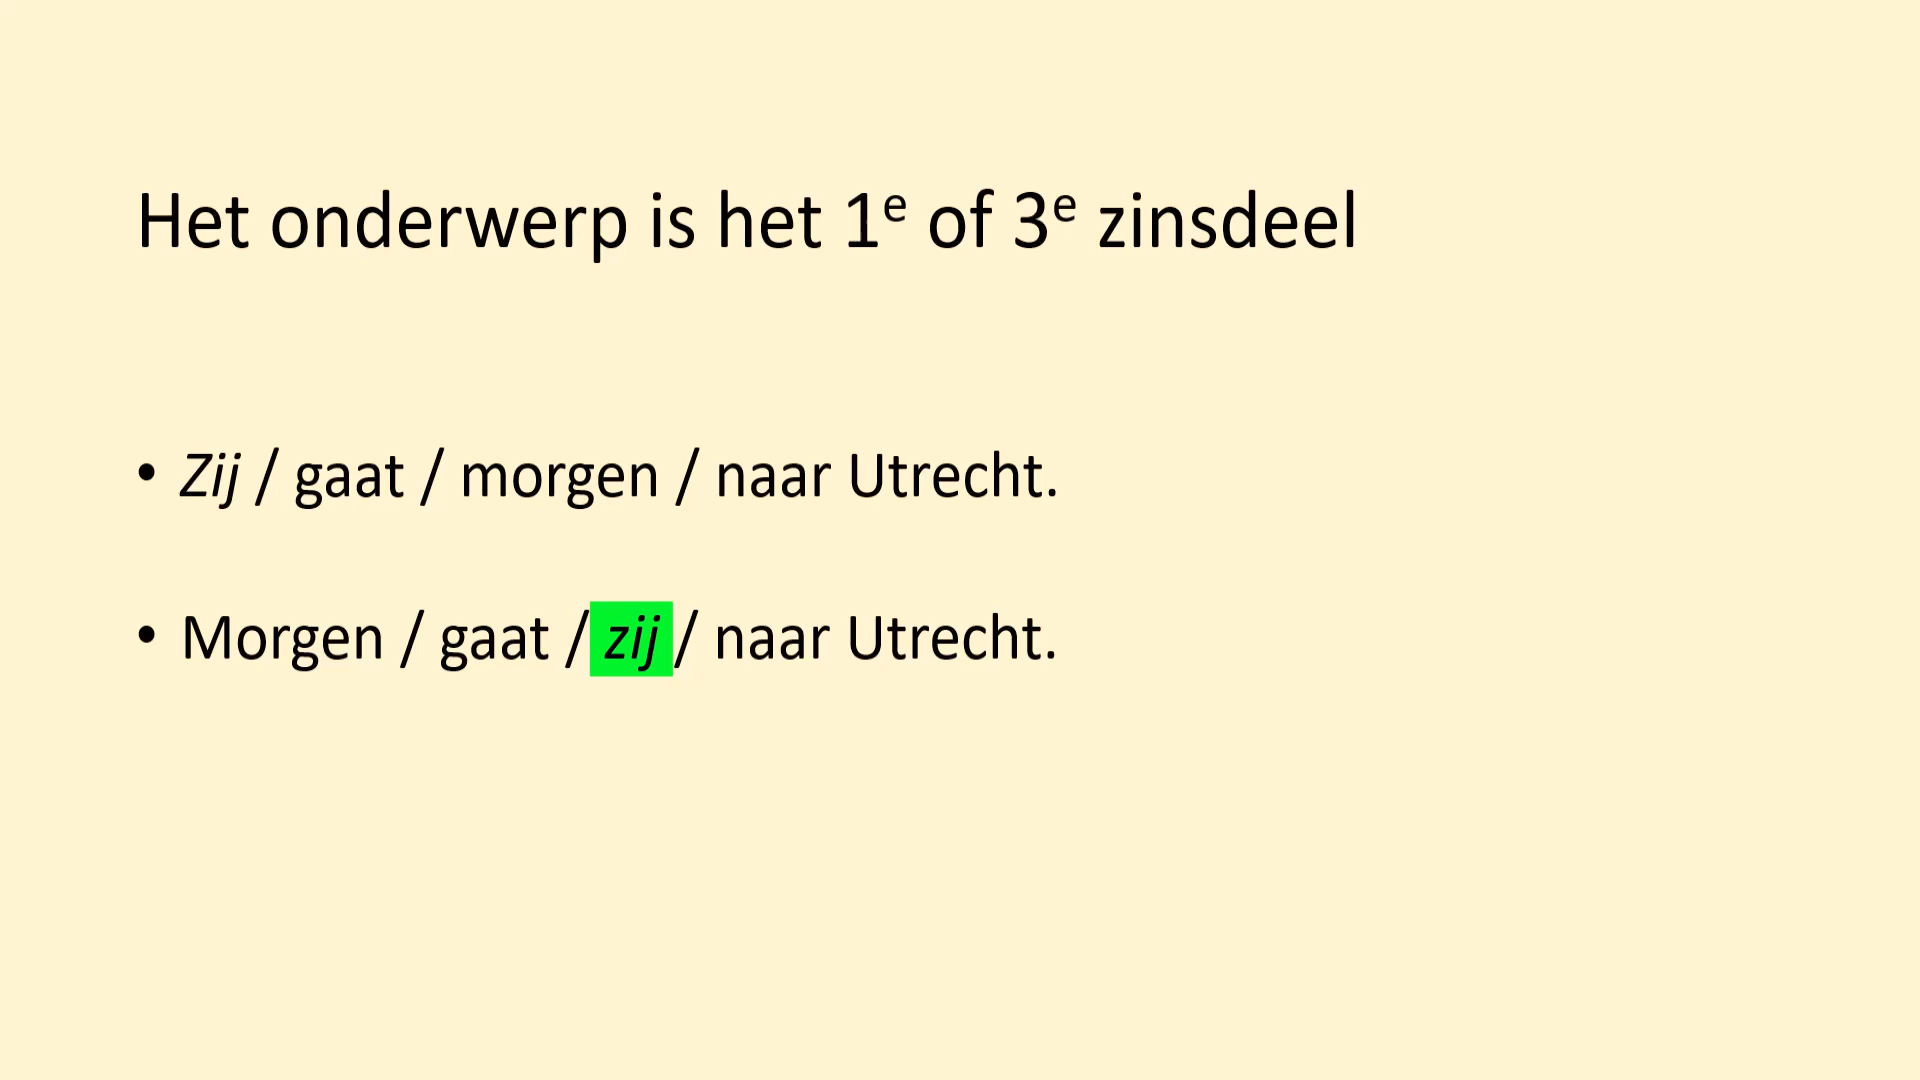 Het onderwerp is het 1e of 3e zinsdeel
• Zij / gaat / morgen / naar Utrecht.
• Morgen / gaat / zij / naar Utrecht.